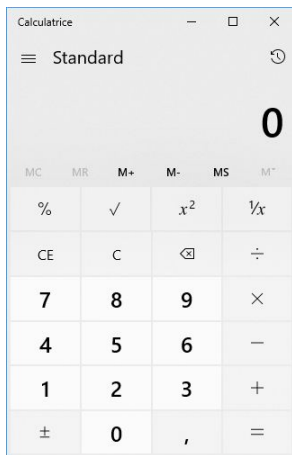 Calculatrice
Standard
0
MC MR M+ M- MS M˅
% √ x² ¹/x
CE C ⌫ ÷
7 8 9 ×
4 5 6 −
1 2 3 +
± 0 , =